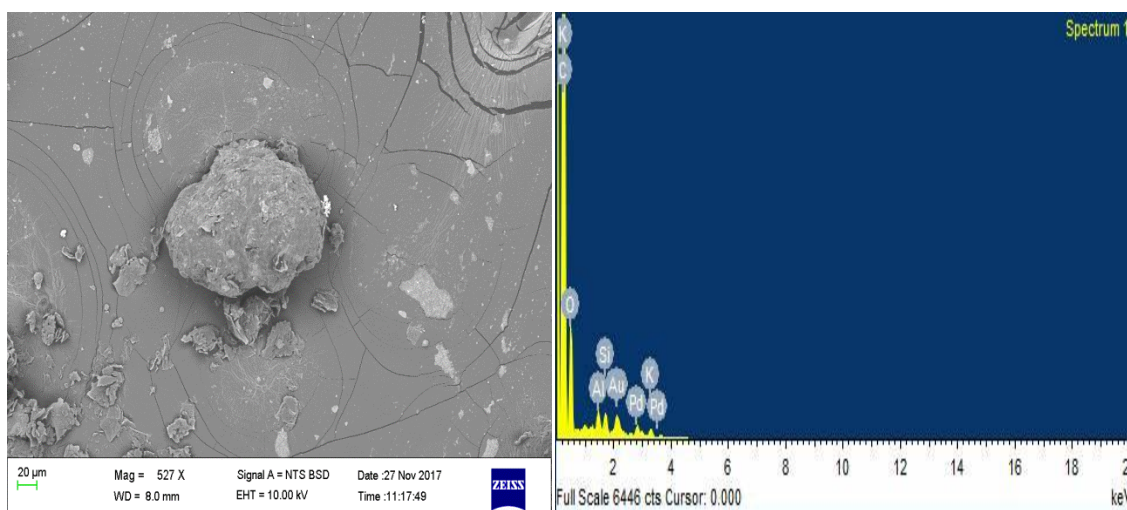 20 µm
Mag = 527 X
Signal A = NTS BSD
Date :27 Nov 2017
WD = 8.0 mm
EHT = 10.00 kV
Time :11:17:49
ZEISS
Spectrum 1
K
C
O
Si
K
Al
Au
Pd
Pd
2 4 6 8 10 12 14 16 18 20
Full Scale 6446 cts Cursor: 0.000
keV